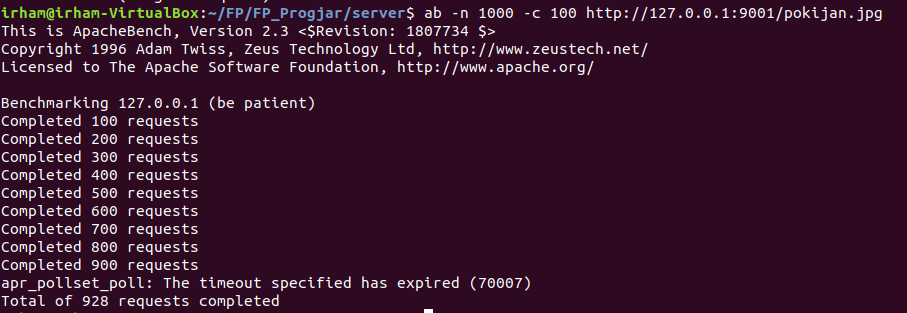 irham@irham-VirtualBox:~/FP/FP_Progjar/server$ ab -n 1000 -c 100 http://127.0.0.1:9001/pokijan.jpg
This is ApacheBench, Version 2.3 <$Revision: 1807734 $>
Copyright 1996 Adam Twiss, Zeus Technology Ltd, http://www.zeustech.net/
Licensed to The Apache Software Foundation, http://www.apache.org/

Benchmarking 127.0.0.1 (be patient)
Completed 100 requests
Completed 200 requests
Completed 300 requests
Completed 400 requests
Completed 500 requests
Completed 600 requests
Completed 700 requests
Completed 800 requests
Completed 900 requests
apr_pollset_poll: The timeout specified has expired (70007)
Total of 928 requests completed